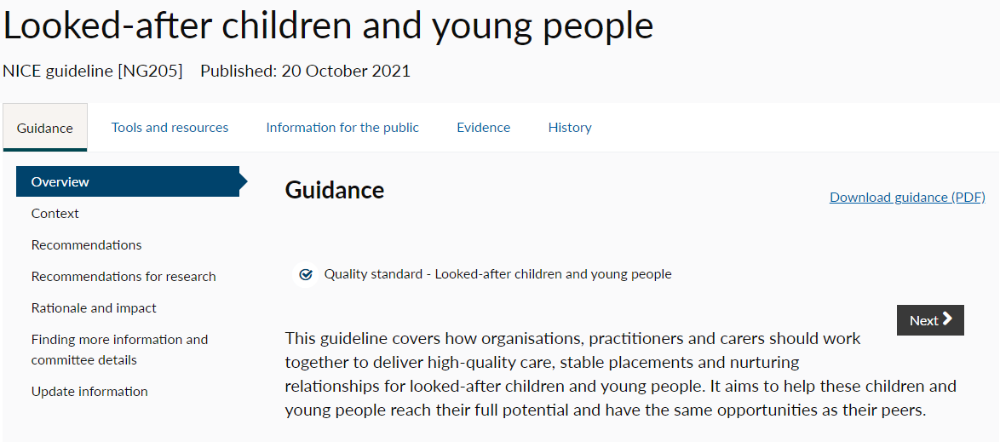 Looked-after children and young people
NICE guideline [NG205] Published: 20 October 2021
Guidance Tools and resources Information for the public Evidence History
Overview
Context
Recommendations
Recommendations for research
Rationale and impact
Finding more information and
committee details
Update information
Guidance
Download guidance (PDF)
Quality standard - Looked-after children and young people
Next
This guideline covers how organisations, practitioners and carers should work
together to deliver high-quality care, stable placements and nurturing
relationships for looked-after children and young people. It aims to help these children and
young people reach their full potential and have the same opportunities as their peers.